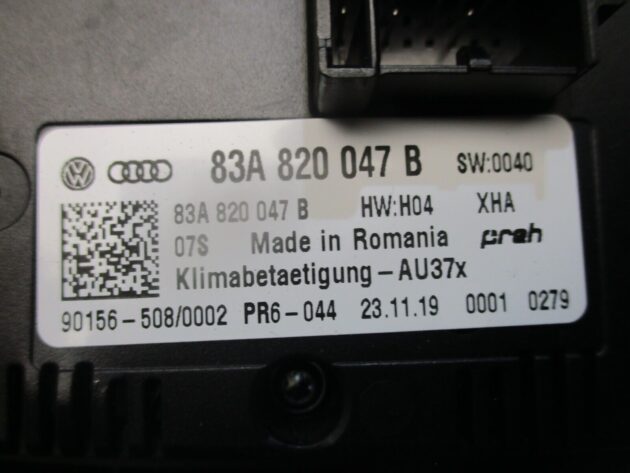 83A 820 047 B SW:0040
83A 820 047 B HW:H04 XHA
07S Made in Romania preh
Klimabetaetigung-AU37x
90156-508/0002 PR6-044 23.11.19 0001 0279